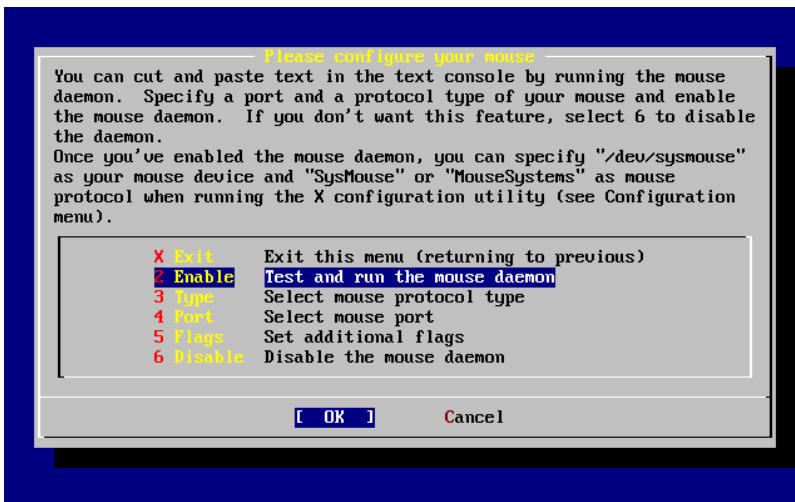 Please configure your mouse
You can cut and paste text in the text console by running the mouse
daemon.  Specify a port and a protocol type of your mouse and enable
the mouse daemon.  If you don't want this feature, select 6 to disable
the daemon.
Once you've enabled the mouse daemon, you can specify "/dev/sysmouse"
as your mouse device and "SysMouse" or "MouseSystems" as mouse
protocol when running the X configuration utility (see Configuration
menu).
X Exit Exit this menu (returning to previous)
2 Enable Test and run the mouse daemon
3 Type Select mouse protocol type
4 Port Select mouse port
5 Flags Set additional flags
6 Disable Disable the mouse daemon
[ OK ] Cancel